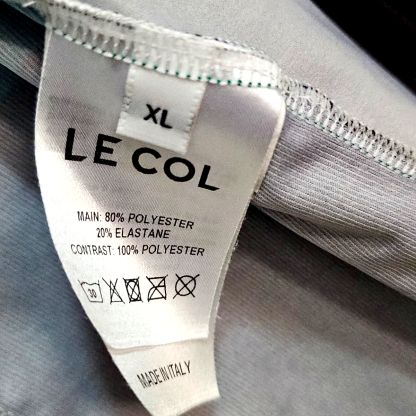 XL
LE COL
MAIN: 80% POLYESTER
20% ELASTANE
CONTRAST: 100% POLYESTER
30
MADE IN ITALY